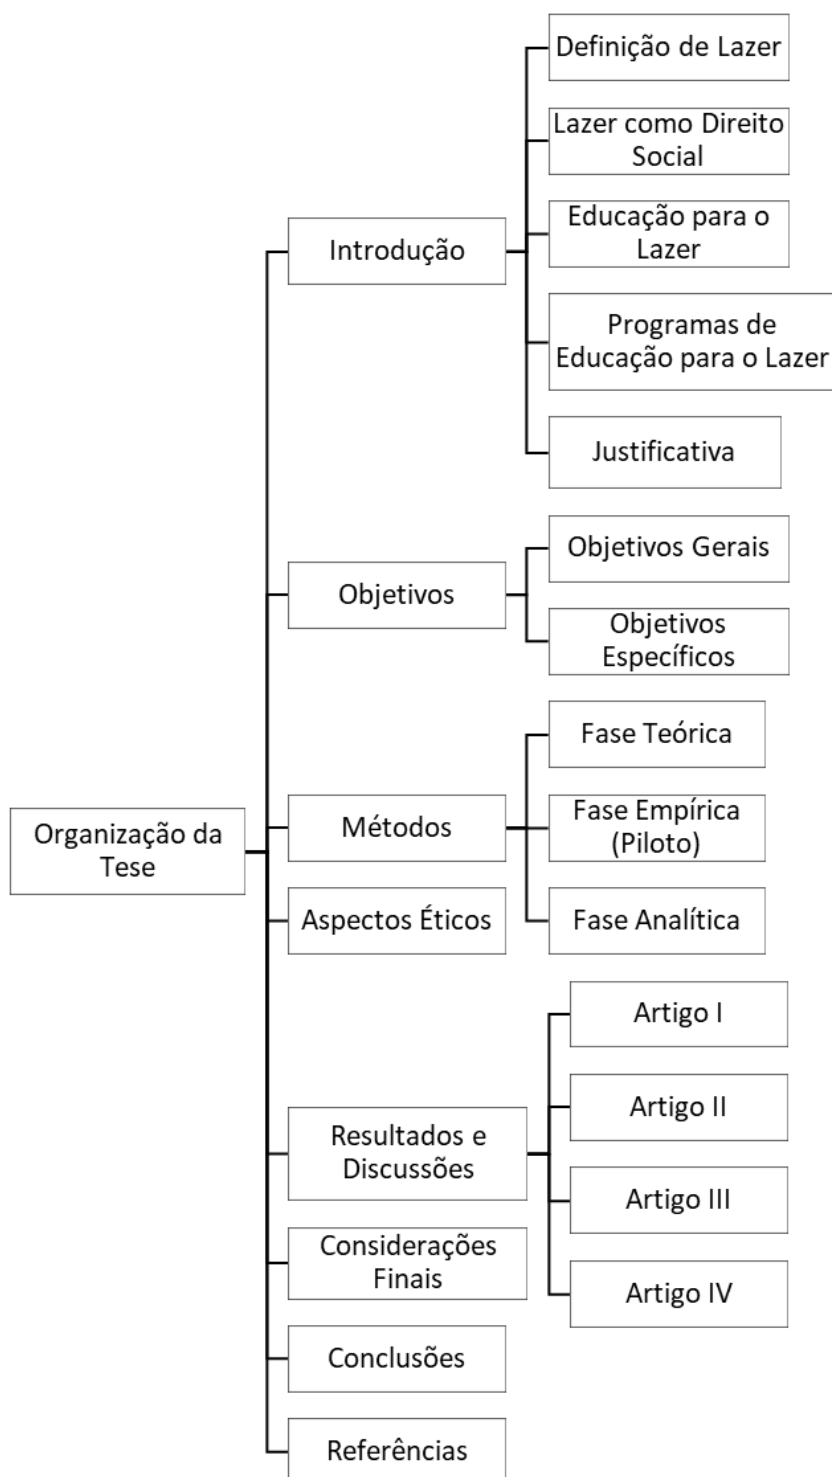 Organização da
Tese
Introdução
Definição de Lazer
Lazer como Direito
Social
Educação para o
Lazer
Programas de
Educação para o Lazer
Justificativa
Objetivos
Objetivos Gerais
Objetivos
Específicos
Métodos
Fase Teórica
Fase Empírica
(Piloto)
Fase Analítica
Aspectos Éticos
Resultados e
Discussões
Artigo I
Artigo II
Artigo III
Artigo IV
Considerações
Finais
Conclusões
Referências